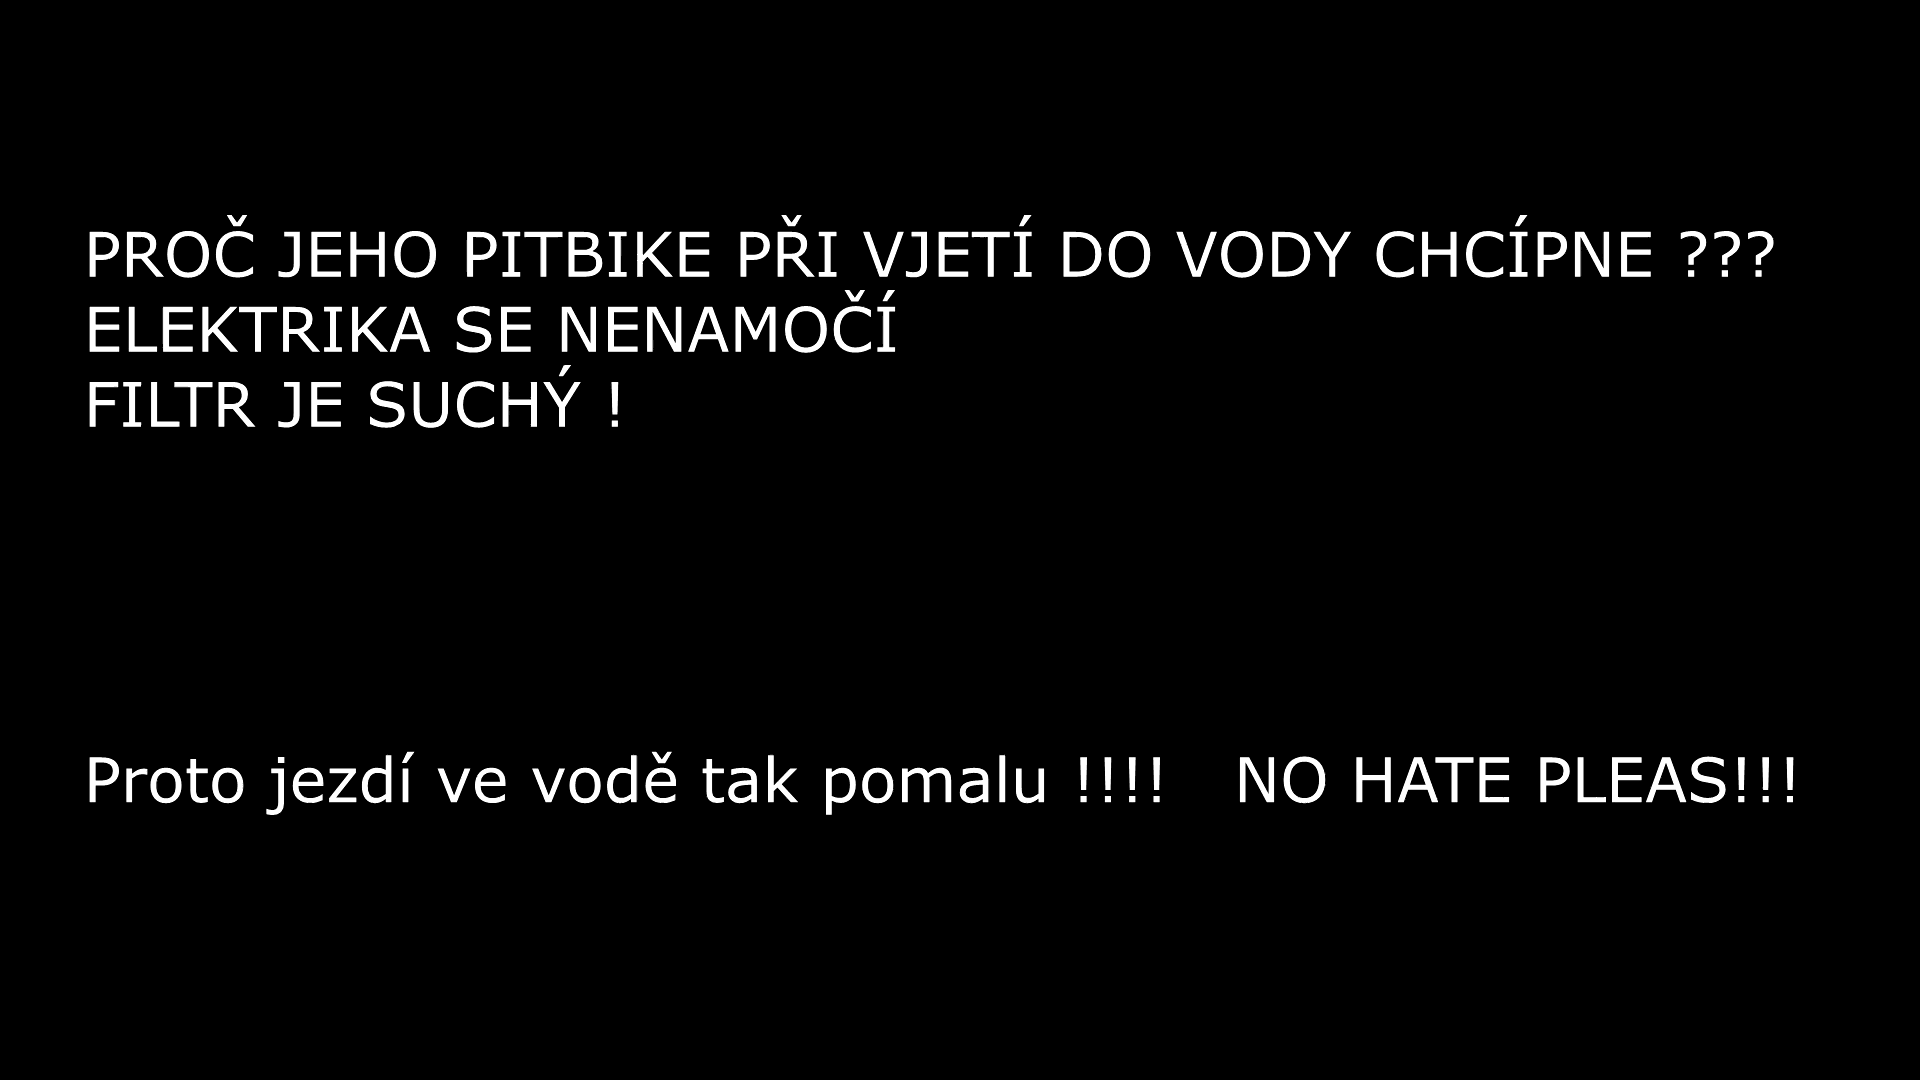 PROČ JEHO PITBIKE PŘI VJETÍ DO VODY CHCÍPNE ???
ELEKTRIKA SE NENAMOČÍ
FILTR JE SUCHÝ !
Proto jezdí ve vodě tak pomalu !!!! NO HATE PLEAS!!!